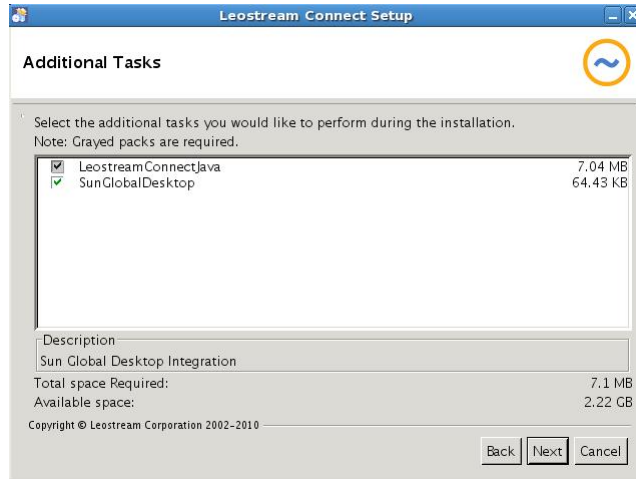 Leostream Connect Setup
Additional Tasks
Select the additional tasks you would like to perform during the installation.
Note: Grayed packs are required.
LeostreamConnectJava 7.04 MB
SunGlobalDesktop 64.43 KB
Description
Sun Global Desktop Integration
Total space Required: 7.1 MB
Available space: 2.22 GB
Copyright © Leostream Corporation 2002-2010
Back Next Cancel